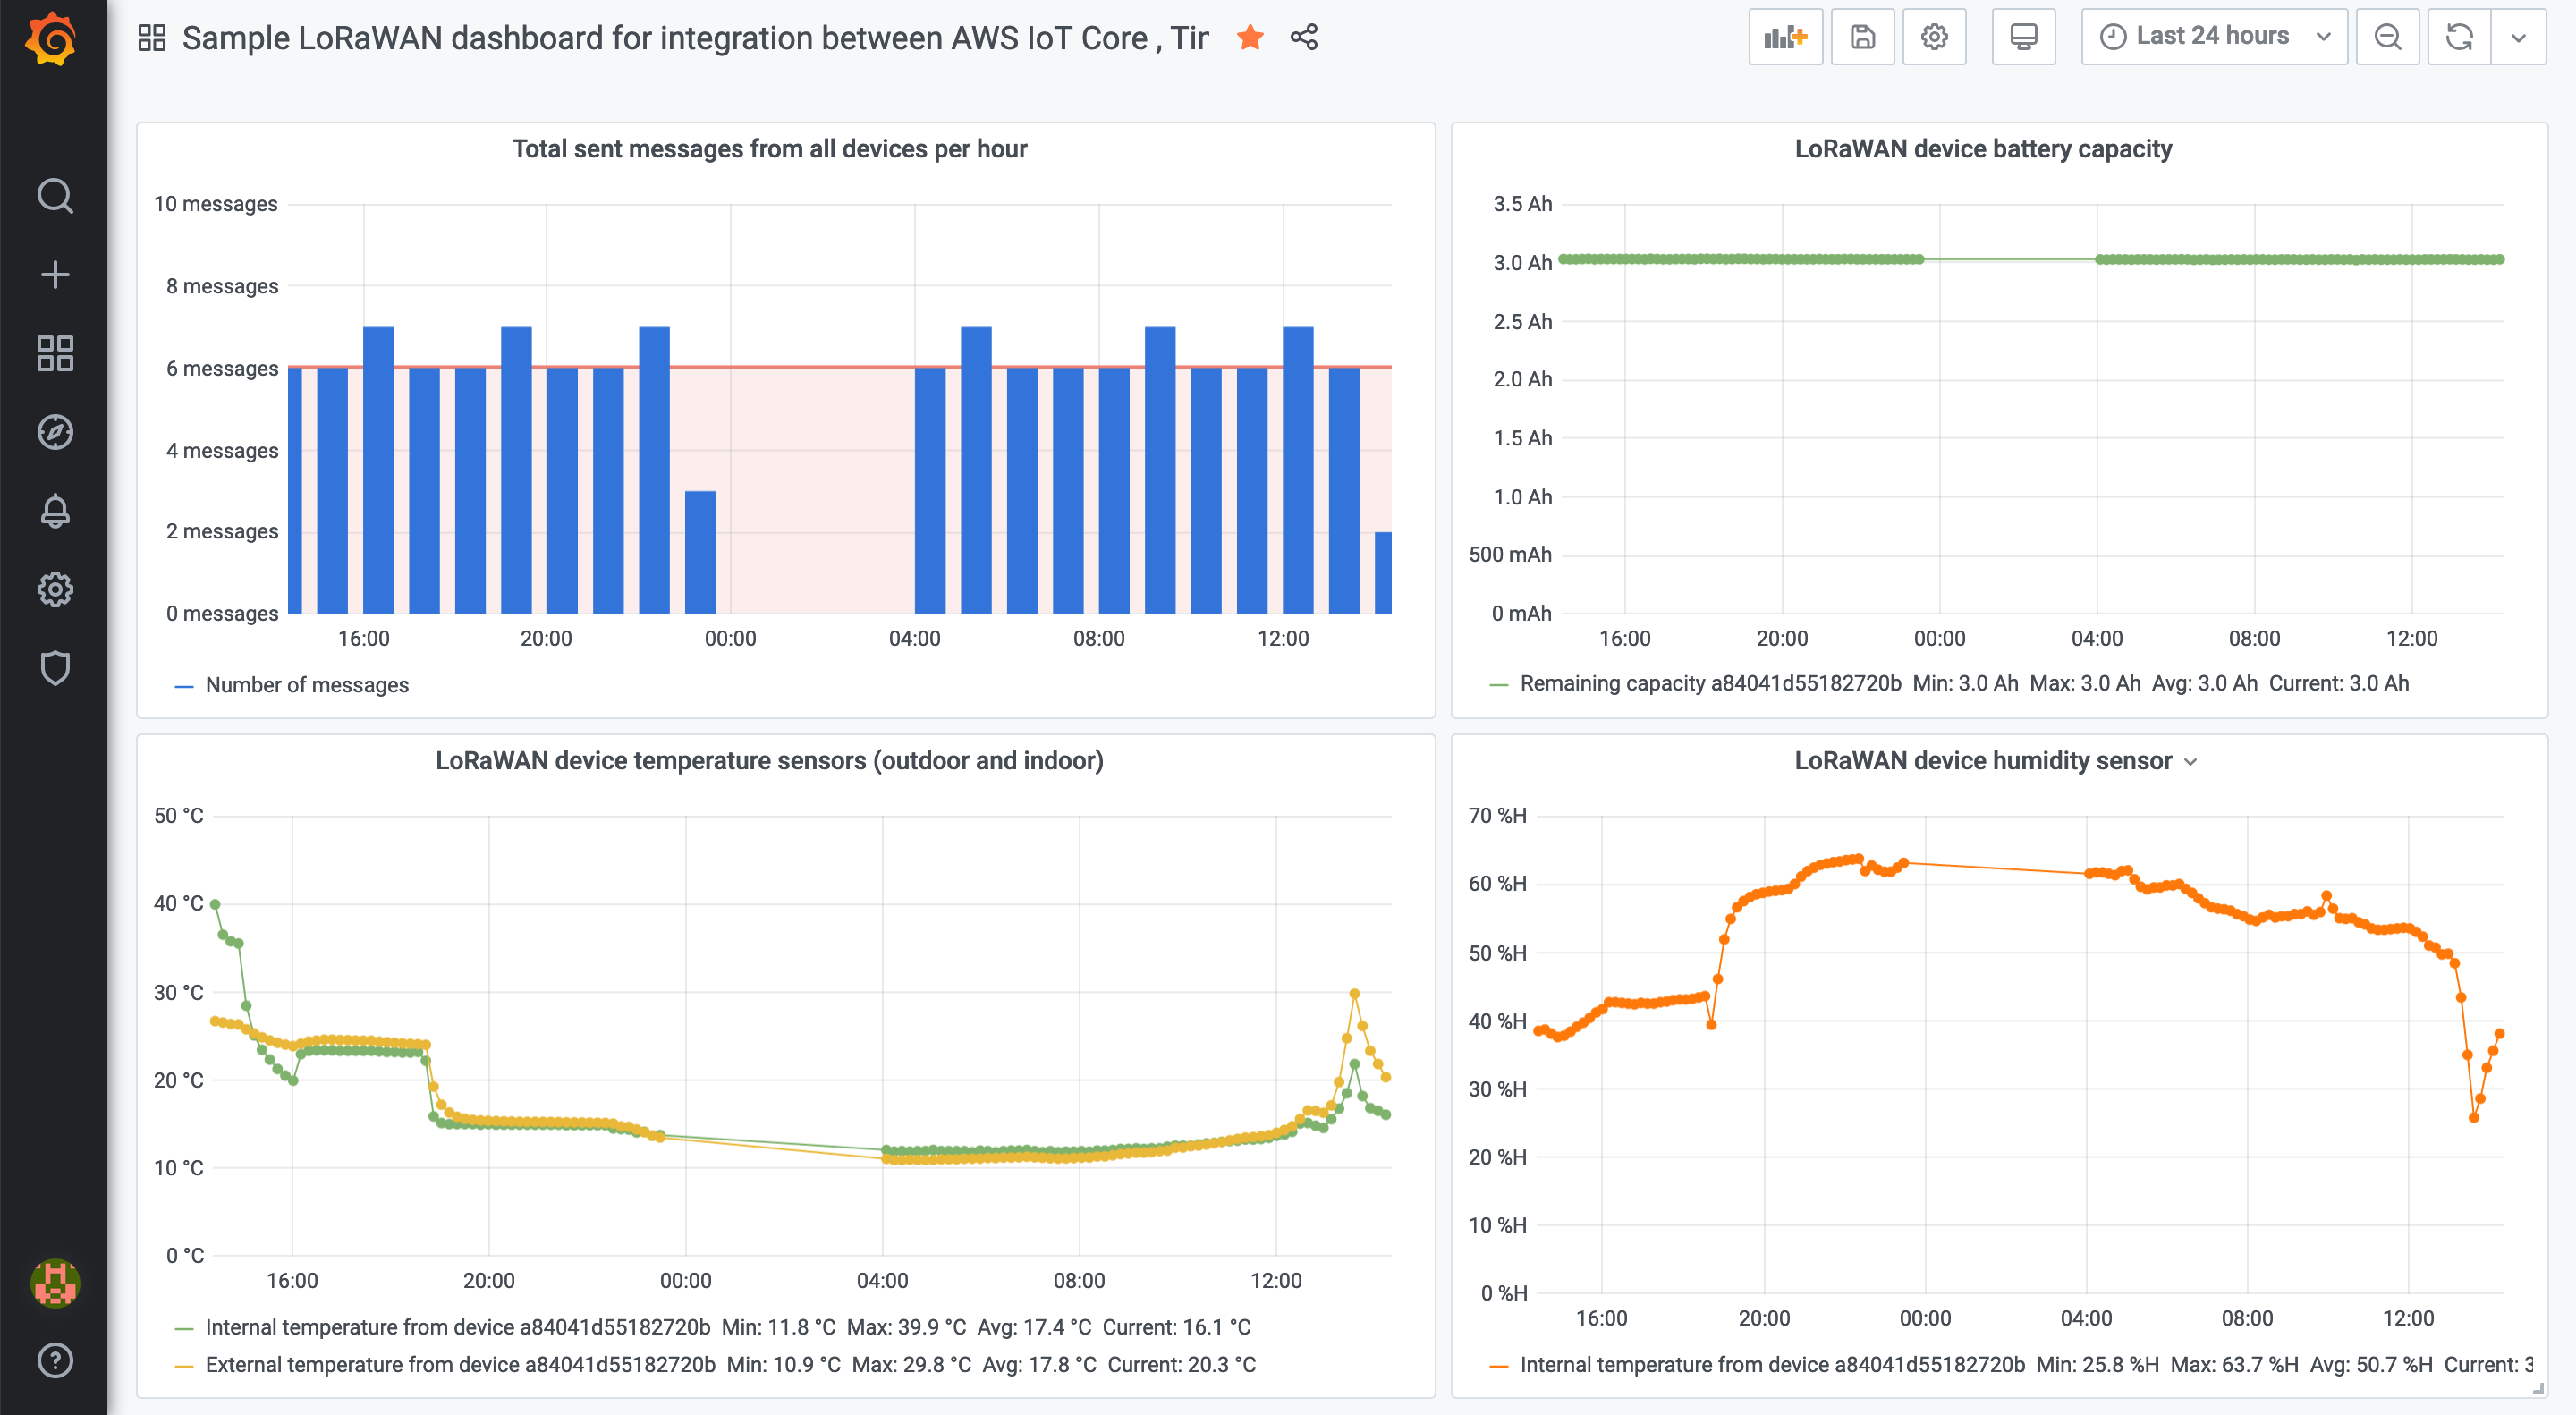 Sample LoRaWAN dashboard for integration between AWS IoT Core , Tir
Last 24 hours
Total sent messages from all devices per hour
10 messages
8 messages
6 messages
4 messages
2 messages
0 messages
16:00 20:00 00:00 04:00 08:00 12:00
Number of messages
LoRaWAN device battery capacity
3.5 Ah
3.0 Ah
2.5 Ah
2.0 Ah
1.5 Ah
1.0 Ah
500 mAh
0 mAh
16:00 20:00 00:00 04:00 08:00 12:00
Remaining capacity a84041d55182720b Min: 3.0 Ah Max: 3.0 Ah Avg: 3.0 Ah Current: 3.0 Ah
LoRaWAN device temperature sensors (outdoor and indoor)
50 °C
40 °C
30 °C
20 °C
10 °C
0 °C
16:00 20:00 00:00 04:00 08:00 12:00
Internal temperature from device a84041d55182720b Min: 11.8 °C Max: 39.9 °C Avg: 17.4 °C Current: 16.1 °C
External temperature from device a84041d55182720b Min: 10.9 °C Max: 29.8 °C Avg: 17.8 °C Current: 20.3 °C
LoRaWAN device humidity sensor
70 %H
60 %H
50 %H
40 %H
30 %H
20 %H
10 %H
0 %H
16:00 20:00 00:00 04:00 08:00 12:00
Internal temperature from device a84041d55182720b Min: 25.8 %H Max: 63.7 %H Avg: 50.7 %H Current: 3